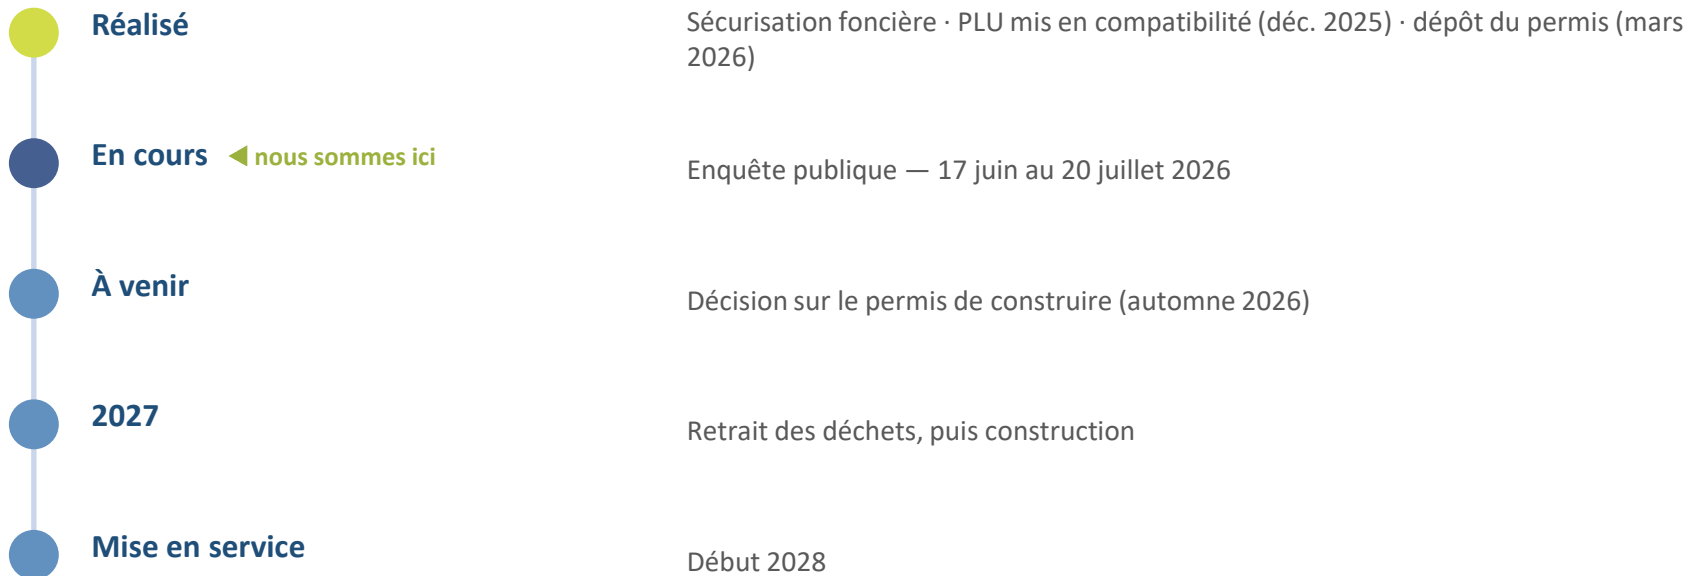 Réalisé
Sécurisation foncière · PLU mis en compatibilité (déc. 2025) · dépôt du permis (mars
2026)
En cours ◀ nous sommes ici
Enquête publique — 17 juin au 20 juillet 2026
À venir
Décision sur le permis de construire (automne 2026)
2027
Retrait des déchets, puis construction
Mise en service
Début 2028